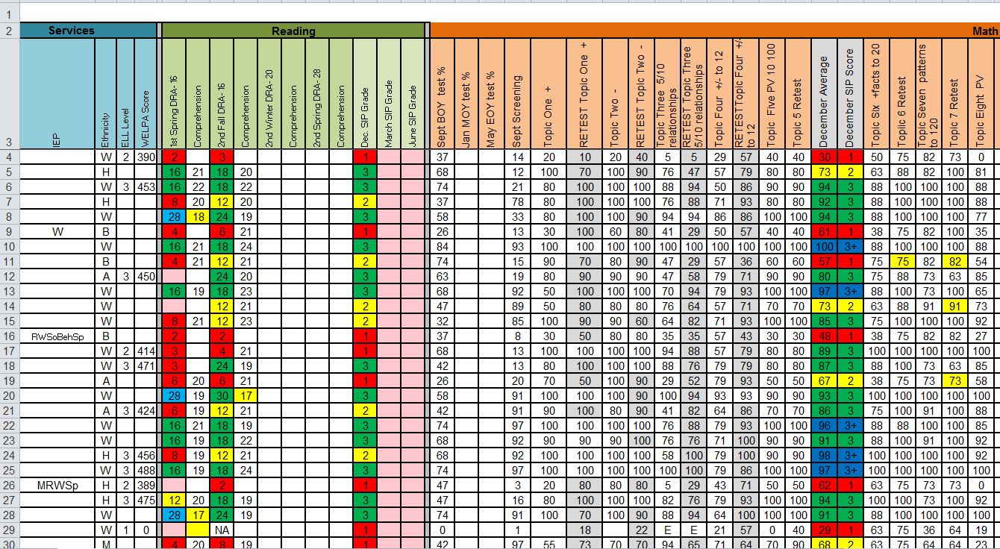 1
2 Services Reading Math
3 IEP Ethnicity ELL Level WELPA Score 1st Spring DRA- 16 Comprehension 2nd Fall DRA- 16 Comprehension 2nd Winter DRA- 20 Comprehension 2nd Spring DRA- 28 Comprehension Dec. SIP Grade March SIP Grade June SIP Grade Sept BOY test % Jan MOY test % May EOY test % Sept Screening Topic One + RETEST Topic One + Topic Two - RETEST Topic Two - Topic Three 5/10 relationships RETEST Topic Three 5/10 relationships Topic Four +/- to 12 RETESTTopic Four +/- to 12 Topic Five PV 10 100 Topic 5 Retest December Average December SIP Score Topic Six +facts to 20 Toplic 6 Retest Topic Seven patterns to 120 Topic 7 Retest Topic Eight PV
4 W 2 390 2 3 1 37 14 20 10 20 40 5 5 29 57 40 40 30 1 50 75 82 73 0
5 H 16 21 18 20 3 68 12 100 70 100 90 76 47 57 79 80 80 73 2 63 88 82 100 81
6 W 3 453 16 22 18 22 3 74 21 80 100 100 100 88 94 50 86 90 90 94 3 88 100 100 100 88
7 H 8 20 12 20 2 37 78 80 100 100 100 76 88 71 93 80 80 92 3 88 100 100 100 88
8 W 28 18 24 19 3 58 33 80 100 100 90 94 94 86 86 100 100 94 3 88 100 100 100 77
9 W B 4 6 21 1 26 13 30 100 60 80 41 29 50 57 40 40 61 1 38 75 82 100 35
10 W 16 21 18 24 3 84 93 100 100 100 100 100 100 100 100 100 100 100 3+ 88 100 100 100 88
11 B 4 21 12 21 2 74 15 90 70 80 90 47 29 57 36 60 60 57 1 75 75 82 82 54
12 A 3 450 24 20 3 63 19 80 90 90 90 47 58 79 71 90 90 80 3 75 88 73 63 85
13 W 16 19 18 23 3 68 92 50 100 100 100 70 94 79 93 100 100 97 3+ 88 100 73 100 65
14 W 12 21 2 47 89 50 80 80 80 76 64 57 71 70 70 73 2 63 88 91 91 73
15 W 8 21 12 23 2 32 85 100 90 90 60 64 82 71 93 100 100 85 3 75 100 100 100 92
16 RWSoBehSp B 2 2 1 37 8 30 50 80 80 35 35 57 43 30 30 48 1 38 75 82 82 27
17 W 2 414 3 4 21 1 68 13 100 100 100 100 94 88 57 79 80 80 89 3 100 100 100 100 100
18 W 3 471 3 24 19 3 42 13 80 100 100 100 88 76 79 79 80 80 87 3 88 100 73 63 85
19 A 6 20 6 21 1 26 20 70 50 100 90 29 52 79 93 50 50 67 2 38 75 73 73 58
20 W 28 19 30 17 3 58 91 100 100 100 90 100 94 93 93 90 90 93 3 100 100 100 100 100
21 A 3 424 6 19 12 21 2 42 91 90 100 80 90 41 82 64 86 70 70 86 3 75 100 91 100 88
22 W 16 21 18 19 3 74 97 100 100 100 100 76 88 79 93 100 100 96 3+ 88 88 100 100 85
23 W 16 19 18 22 3 68 92 90 90 90 100 76 76 71 100 90 90 91 3 88 100 91 100 92
24 H 3 456 8 19 12 21 2 68 92 100 100 100 100 58 100 79 100 90 90 98 3+ 100 100 100 100 92
25 W 3 488 16 19 18 24 3 74 97 100 100 100 100 100 100 79 86 100 100 97 3+ 100 100 100 100 100
26 MRWSp H 2 389 2 1 47 3 20 80 80 80 5 29 43 71 50 50 62 1 63 75 73 73 0
27 H 3 475 12 20 18 19 3 47 16 80 100 100 100 82 76 79 93 100 100 94 3 100 100 73 100 92
28 W 28 17 24 19 3 74 91 100 70 100 90 88 94 64 100 100 100 91 3 88 100 100 100 100
29 W 1 0 NA 1 0 1 18 22 E E 21 57 0 40 29 1 63 75 36 64 19
30 M 4 20 8 19 1 42 97 55 73 70 70 94 65 71 64 70 90 68 2 63 75 64 64 23